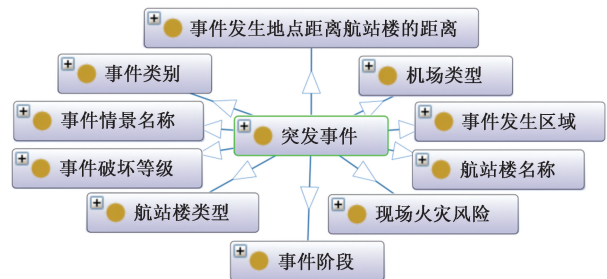 事件发生地点距离航站楼的距离
事件类别
机场类型
事件情景名称
突发事件
事件发生区域
事件破坏等级
航站楼名称
航站楼类型
现场火灾风险
事件阶段